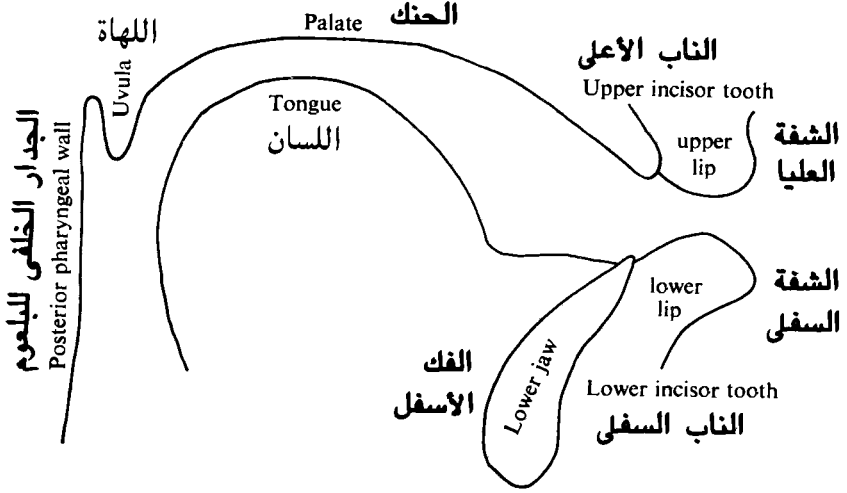 اللهاة
Uvula
Palate
الحنك
الناب الأعلى
Upper incisor tooth
upper
lip
الشفة
العليا
Tongue
اللسان
الجدار الخلفى للبلعوم
Posterior pharyngeal wall
lower
lip
الشفة
السفلى
الفك
الأسفل
Lower jaw
Lower incisor tooth
الناب السفلى